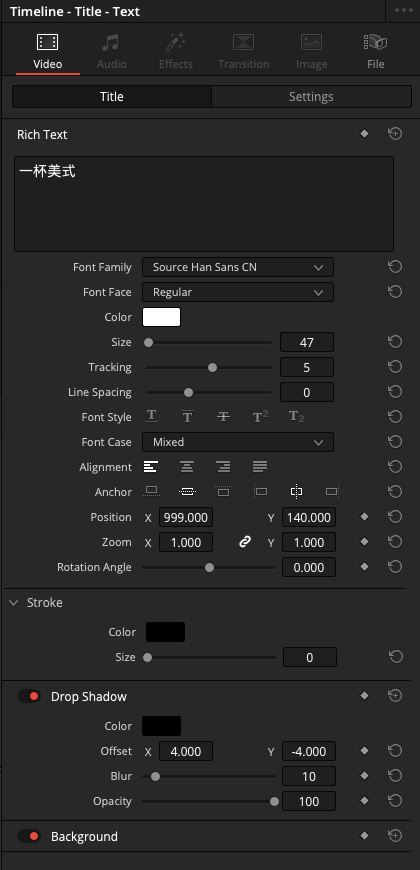 Timeline - Title - Text
Video Audio Effects Transition Image File
Title Settings
Rich Text
一杯美式
Font Family Source Han Sans CN
Font Face Regular
Color
Size 47
Tracking 5
Line Spacing 0
Font Style T T T T2 T2
Font Case Mixed
Alignment
Anchor
Position X 999.000 Y 140.000
Zoom X 1.000 Y 1.000
Rotation Angle 0.000
Stroke
Color
Size 0
Drop Shadow
Color
Offset X 4.000 Y -4.000
Blur 10
Opacity 100
Background